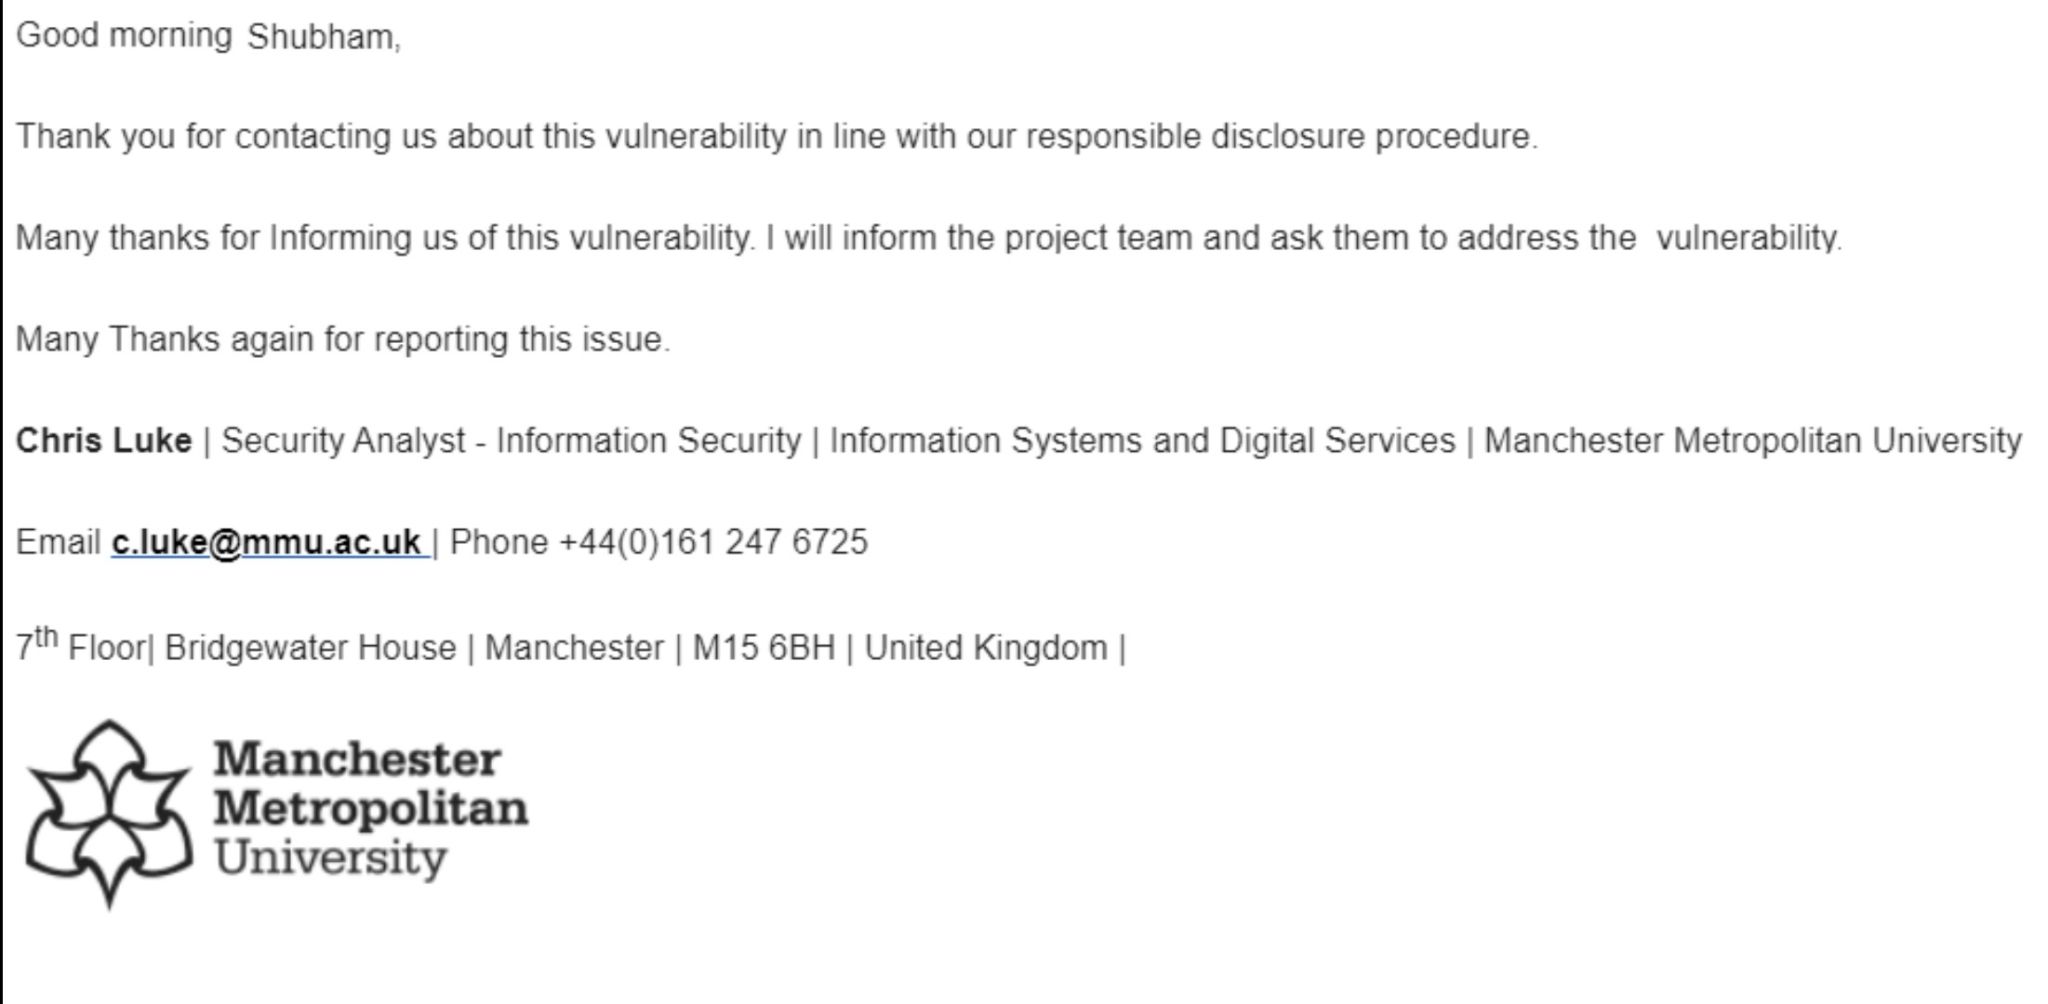 Good morning Shubham,
Thank you for contacting us about this vulnerability in line with our responsible disclosure procedure.
Many thanks for Informing us of this vulnerability. I will inform the project team and ask them to address the vulnerability.
Many Thanks again for reporting this issue.
Chris Luke | Security Analyst - Information Security | Information Systems and Digital Services | Manchester Metropolitan University
Email c.luke@mmu.ac.uk | Phone +44(0)161 247 6725
7th Floor| Bridgewater House | Manchester | M15 6BH | United Kingdom |
Manchester
Metropolitan
University